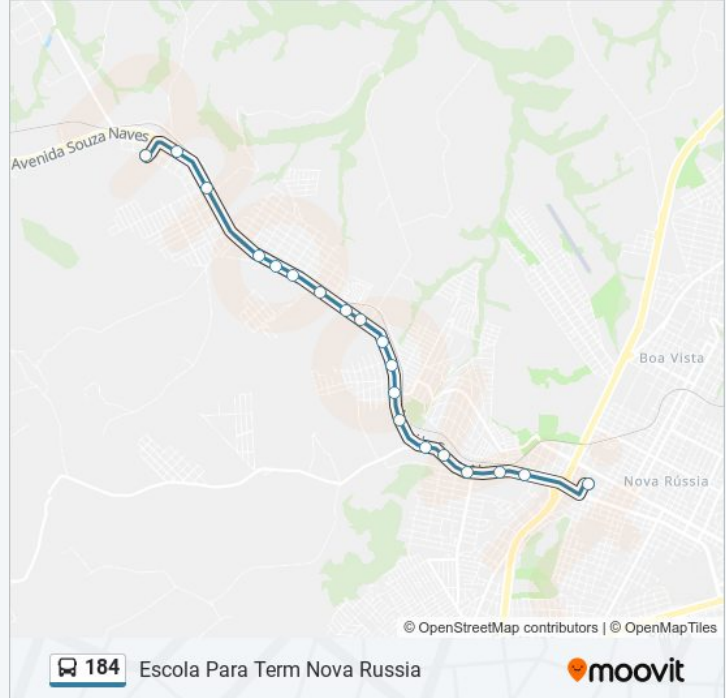 Avenida Souza Naves
Boa Vista
Nova Rússia
© OpenStreetMap contributors | © OpenMapTiles
184 Escola Para Term Nova Russia
moovit